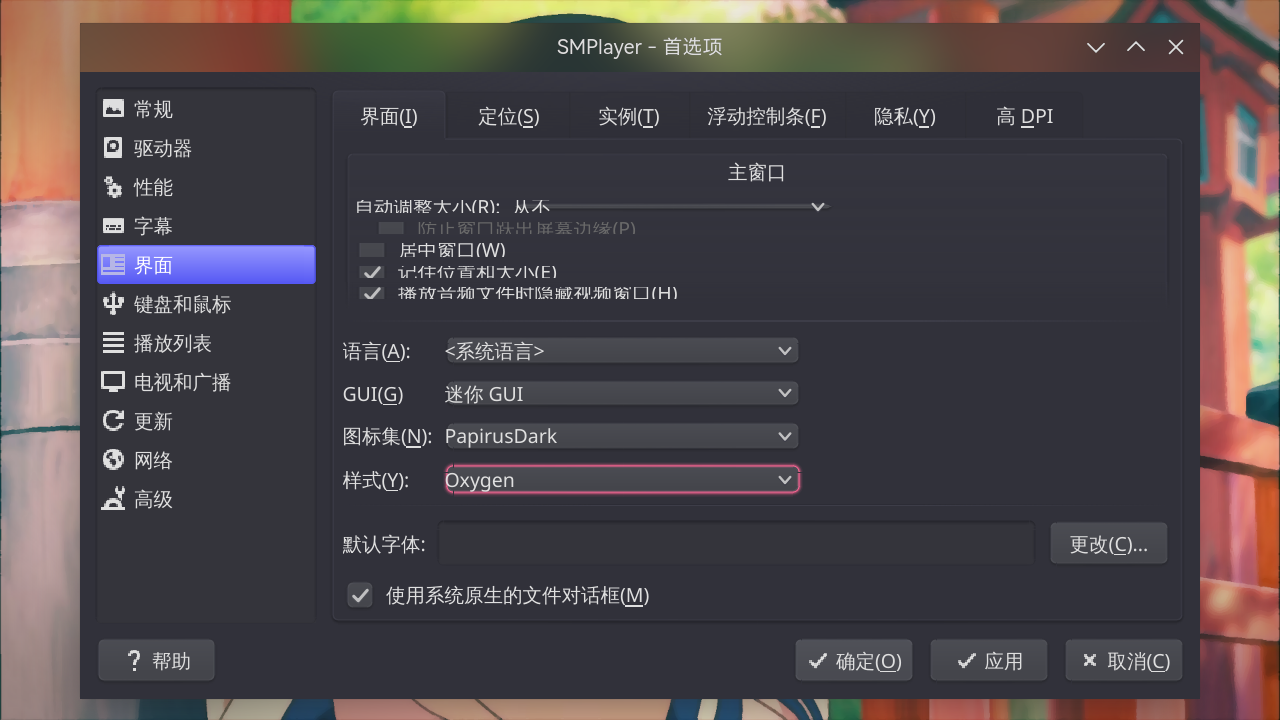 SMPlayer - 首选项
常规
驱动器
性能
字幕
界面
键盘和鼠标
播放列表
电视和广播
更新
网络
高级
界面(I)
定位(S)
实例(T)
浮动控制条(F)
隐私(Y)
高 DPI
主窗口
自动调整大小(R): 从不
防止窗口跃出屏幕边缘(P)
居中窗口(W)
记住位置和大小(E)
播放音频文件时隐藏视频窗口(H)
语言(A): <系统语言>
GUI(G) 迷你 GUI
图标集(N): PapirusDark
样式(Y): Oxygen
默认字体:
更改(C)...
使用系统原生的文件对话框(M)
? 帮助
确定(O)
应用
取消(C)